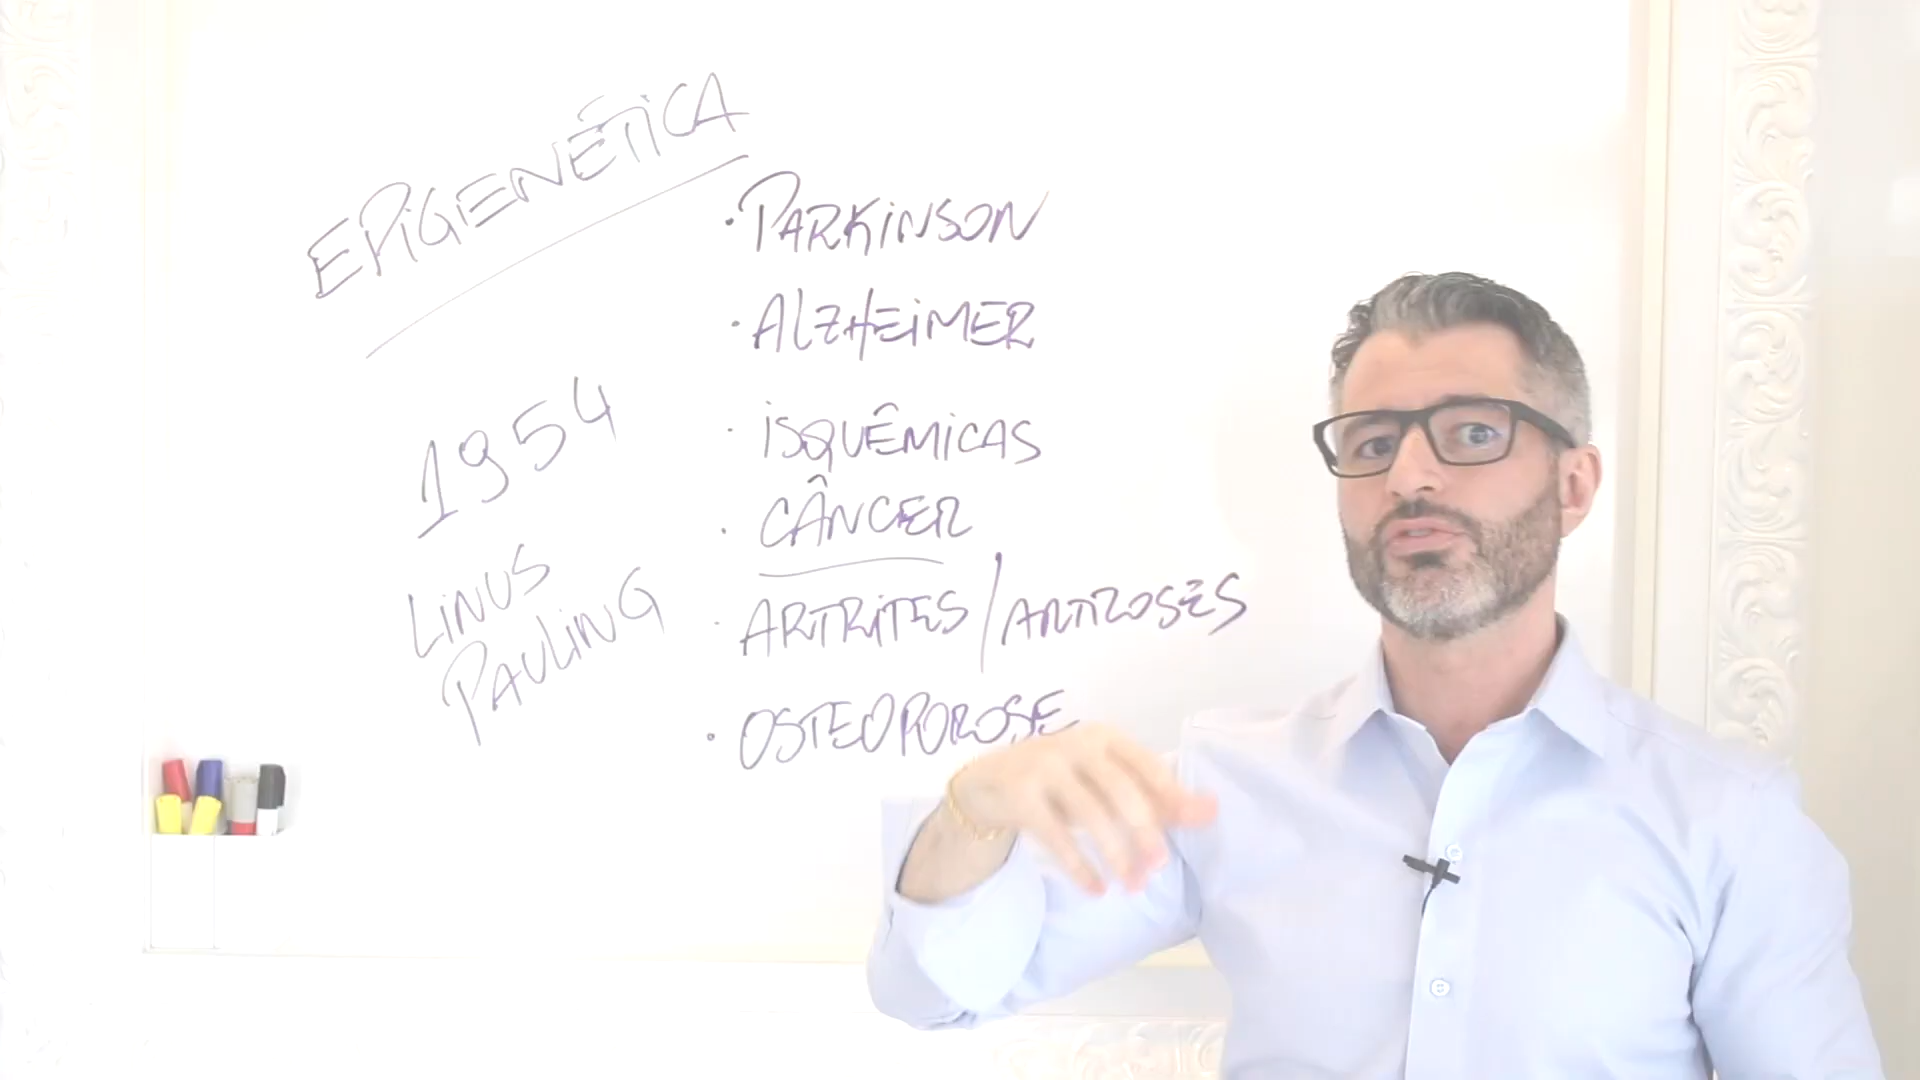 EPIGENÉTICA
1954
LINUS
PAULING
· PARKINSON
· ALZHEIMER
· ISQUÊMICAS
· CÂNCER
· ARTRITES/ARTROSES
· OSTEOPOROSE